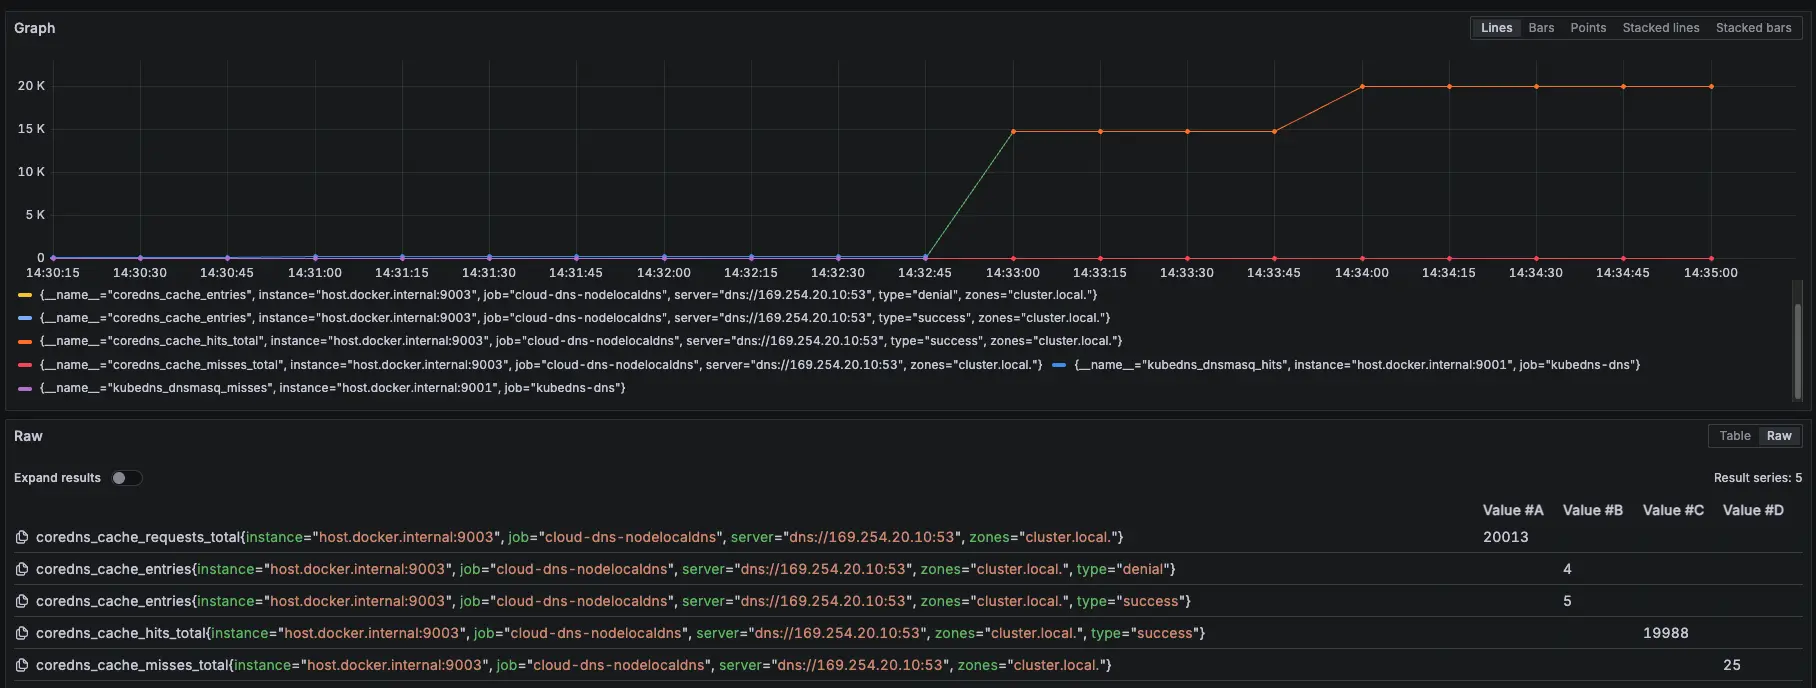 Graph
Lines Bars Points Stacked lines Stacked bars
20 K
15 K
10 K
5 K
0
14:30:15 14:30:30 14:30:45 14:31:00 14:31:15 14:31:30 14:31:45 14:32:00 14:32:15 14:32:30 14:32:45 14:33:00 14:33:15 14:33:30 14:33:45 14:34:00 14:34:15 14:34:30 14:34:45 14:35:00
{__name__="coredns_cache_entries", instance="host.docker.internal:9003", job="cloud-dns-nodelocaldns", server="dns://169.254.20.10:53", type="denial", zones="cluster.local."}
{__name__="coredns_cache_entries", instance="host.docker.internal:9003", job="cloud-dns-nodelocaldns", server="dns://169.254.20.10:53", type="success", zones="cluster.local."}
{__name__="coredns_cache_hits_total", instance="host.docker.internal:9003", job="cloud-dns-nodelocaldns", server="dns://169.254.20.10:53", type="success", zones="cluster.local."}
{__name__="coredns_cache_misses_total", instance="host.docker.internal:9003", job="cloud-dns-nodelocaldns", server="dns://169.254.20.10:53", zones="cluster.local."} {__name__="kubedns_dnsmasq_hits", instance="host.docker.internal:9001", job="kubedns-dns"}
{__name__="kubedns_dnsmasq_misses", instance="host.docker.internal:9001", job="kubedns-dns"}
Raw
Table Raw
Expand results
Result series: 5
Value #A Value #B Value #C Value #D
coredns_cache_requests_total{instance="host.docker.internal:9003", job="cloud-dns-nodelocaldns", server="dns://169.254.20.10:53", zones="cluster.local."} 20013
coredns_cache_entries{instance="host.docker.internal:9003", job="cloud-dns-nodelocaldns", server="dns://169.254.20.10:53", zones="cluster.local.", type="denial"} 4
coredns_cache_entries{instance="host.docker.internal:9003", job="cloud-dns-nodelocaldns", server="dns://169.254.20.10:53", zones="cluster.local.", type="success"} 5
coredns_cache_hits_total{instance="host.docker.internal:9003", job="cloud-dns-nodelocaldns", server="dns://169.254.20.10:53", zones="cluster.local.", type="success"} 19988
coredns_cache_misses_total{instance="host.docker.internal:9003", job="cloud-dns-nodelocaldns", server="dns://169.254.20.10:53", zones="cluster.local."} 25